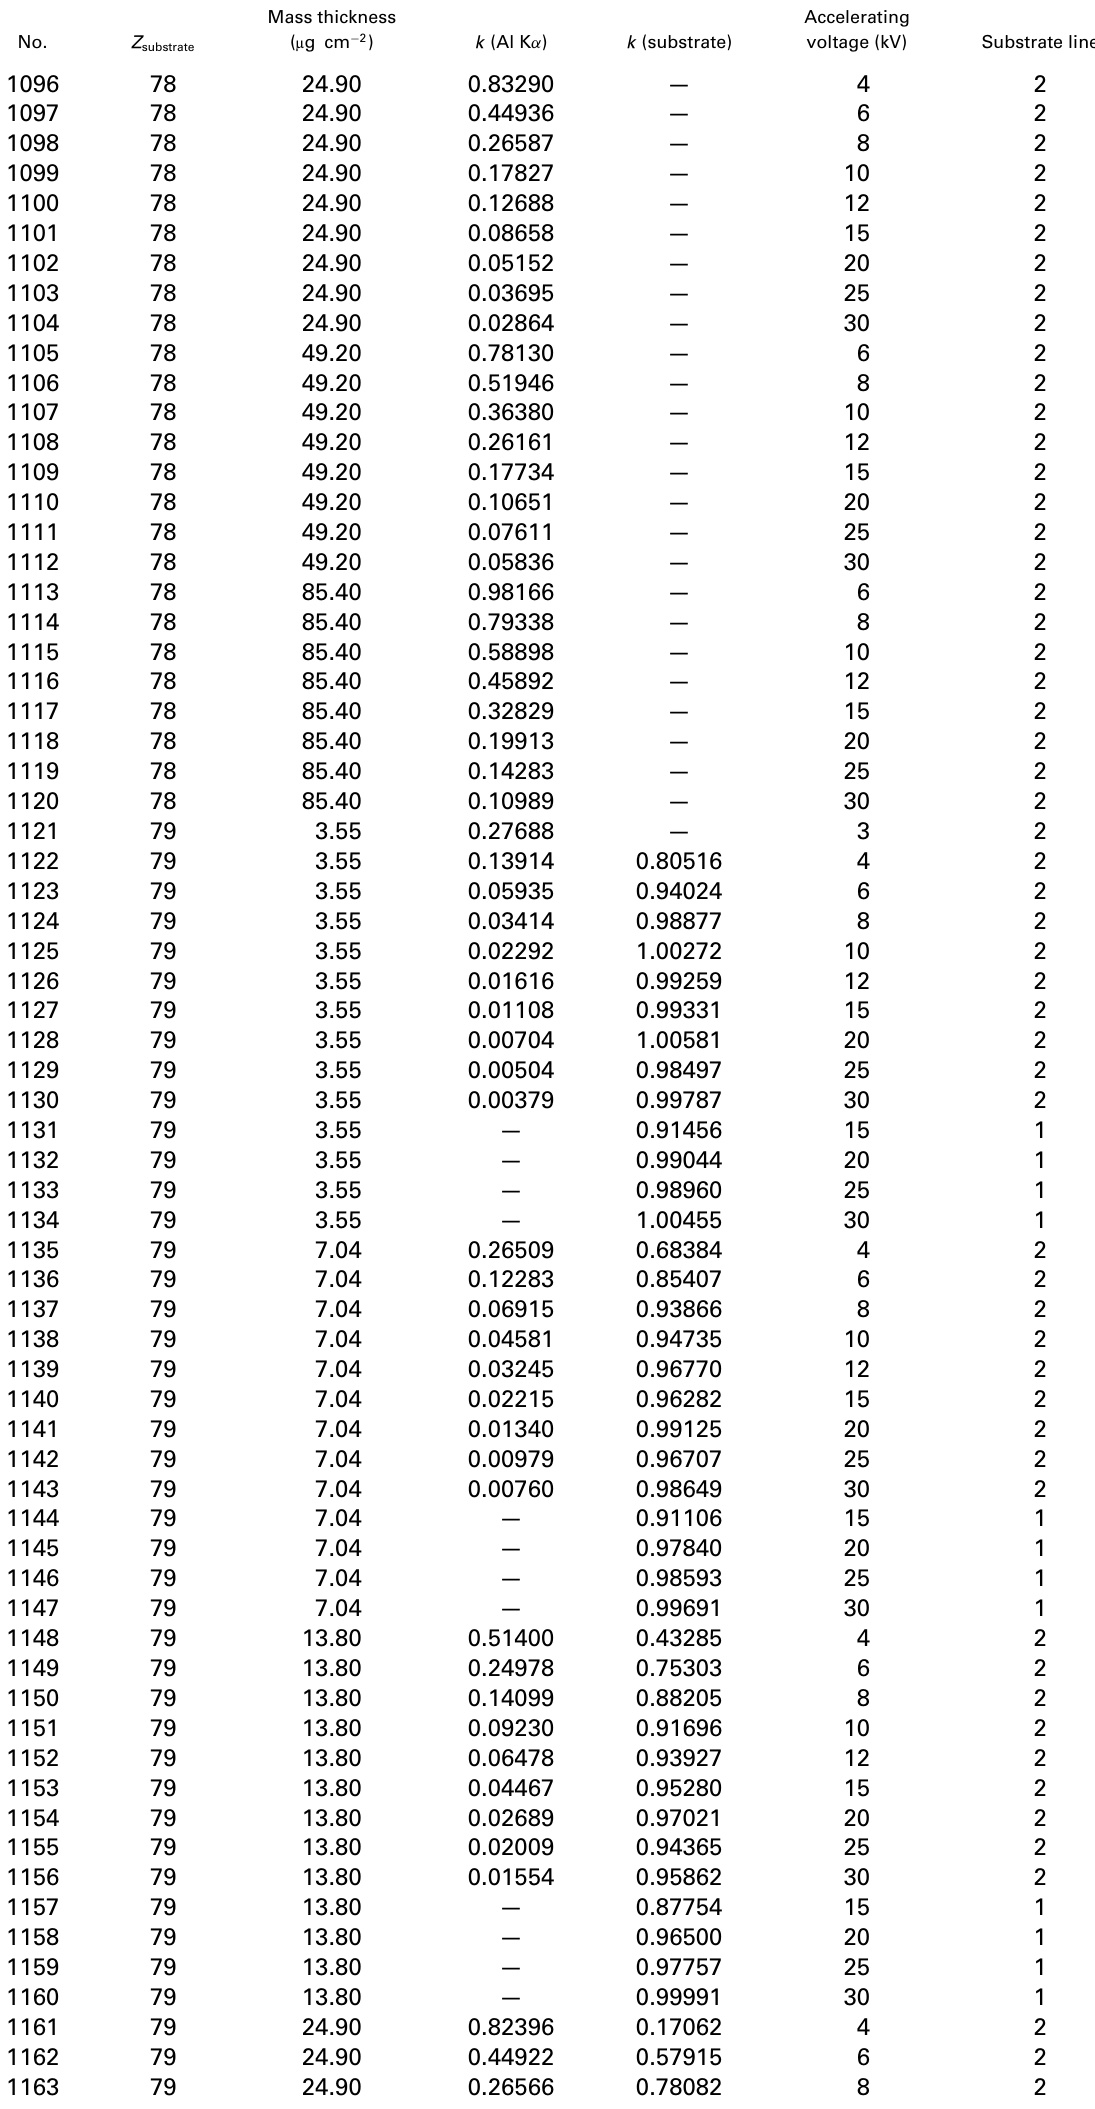 Mass thickness Accelerating
No. Zsubstrate (μg cm−2) k (Al Kα) k (substrate) voltage (kV) Substrate line
1096 78 24.90 0.83290 — 4 2
1097 78 24.90 0.44936 — 6 2
1098 78 24.90 0.26587 — 8 2
1099 78 24.90 0.17827 — 10 2
1100 78 24.90 0.12688 — 12 2
1101 78 24.90 0.08658 — 15 2
1102 78 24.90 0.05152 — 20 2
1103 78 24.90 0.03695 — 25 2
1104 78 24.90 0.02864 — 30 2
1105 78 49.20 0.78130 — 6 2
1106 78 49.20 0.51946 — 8 2
1107 78 49.20 0.36380 — 10 2
1108 78 49.20 0.26161 — 12 2
1109 78 49.20 0.17734 — 15 2
1110 78 49.20 0.10651 — 20 2
1111 78 49.20 0.07611 — 25 2
1112 78 49.20 0.05836 — 30 2
1113 78 85.40 0.98166 — 6 2
1114 78 85.40 0.79338 — 8 2
1115 78 85.40 0.58898 — 10 2
1116 78 85.40 0.45892 — 12 2
1117 78 85.40 0.32829 — 15 2
1118 78 85.40 0.19913 — 20 2
1119 78 85.40 0.14283 — 25 2
1120 78 85.40 0.10989 — 30 2
1121 79 3.55 0.27688 — 3 2
1122 79 3.55 0.13914 0.80516 4 2
1123 79 3.55 0.05935 0.94024 6 2
1124 79 3.55 0.03414 0.98877 8 2
1125 79 3.55 0.02292 1.00272 10 2
1126 79 3.55 0.01616 0.99259 12 2
1127 79 3.55 0.01108 0.99331 15 2
1128 79 3.55 0.00704 1.00581 20 2
1129 79 3.55 0.00504 0.98497 25 2
1130 79 3.55 0.00379 0.99787 30 2
1131 79 3.55 — 0.91456 15 1
1132 79 3.55 — 0.99044 20 1
1133 79 3.55 — 0.98960 25 1
1134 79 3.55 — 1.00455 30 1
1135 79 7.04 0.26509 0.68384 4 2
1136 79 7.04 0.12283 0.85407 6 2
1137 79 7.04 0.06915 0.93866 8 2
1138 79 7.04 0.04581 0.94735 10 2
1139 79 7.04 0.03245 0.96770 12 2
1140 79 7.04 0.02215 0.96282 15 2
1141 79 7.04 0.01340 0.99125 20 2
1142 79 7.04 0.00979 0.96707 25 2
1143 79 7.04 0.00760 0.98649 30 2
1144 79 7.04 — 0.91106 15 1
1145 79 7.04 — 0.97840 20 1
1146 79 7.04 — 0.98593 25 1
1147 79 7.04 — 0.99691 30 1
1148 79 13.80 0.51400 0.43285 4 2
1149 79 13.80 0.24978 0.75303 6 2
1150 79 13.80 0.14099 0.88205 8 2
1151 79 13.80 0.09230 0.91696 10 2
1152 79 13.80 0.06478 0.93927 12 2
1153 79 13.80 0.04467 0.95280 15 2
1154 79 13.80 0.02689 0.97021 20 2
1155 79 13.80 0.02009 0.94365 25 2
1156 79 13.80 0.01554 0.95862 30 2
1157 79 13.80 — 0.87754 15 1
1158 79 13.80 — 0.96500 20 1
1159 79 13.80 — 0.97757 25 1
1160 79 13.80 — 0.99991 30 1
1161 79 24.90 0.82396 0.17062 4 2
1162 79 24.90 0.44922 0.57915 6 2
1163 79 24.90 0.26566 0.78082 8 2